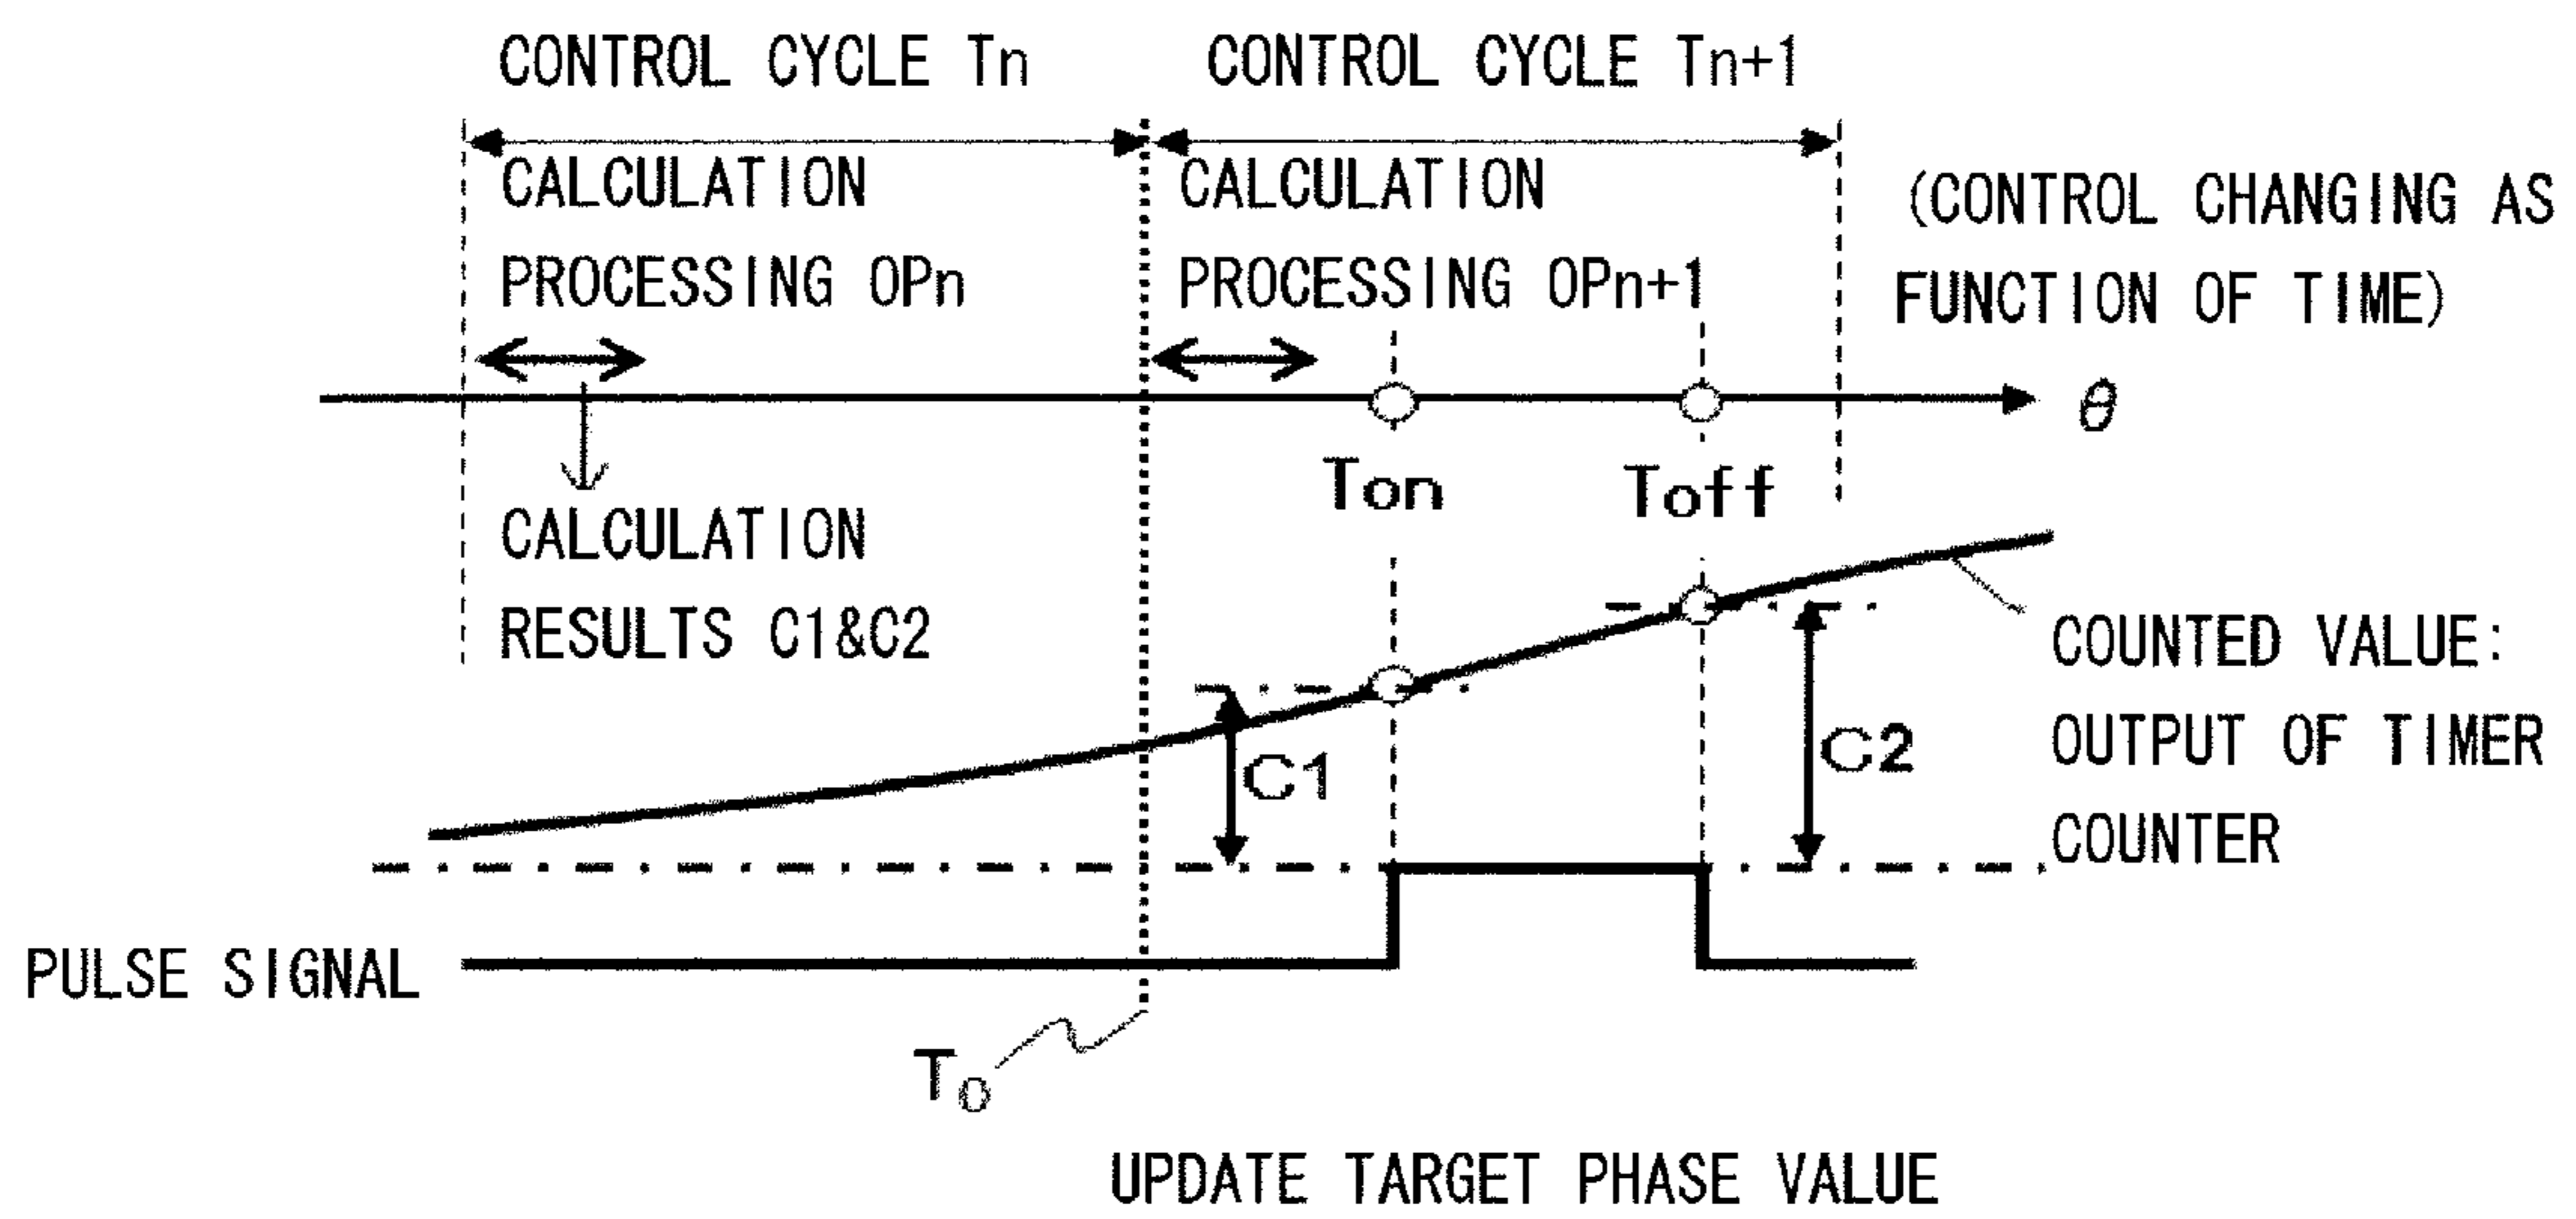 CONTROL CYCLE Tn
CONTROL CYCLE Tn+1
CALCULATION
PROCESSING OPn
CALCULATION
PROCESSING OPn+1
(CONTROL CHANGING AS
FUNCTION OF TIME)
θ
Ton
Toff
CALCULATION
RESULTS C1&C2
C1
C2
COUNTED VALUE:
OUTPUT OF TIMER
COUNTER
PULSE SIGNAL
To
UPDATE TARGET PHASE VALUE